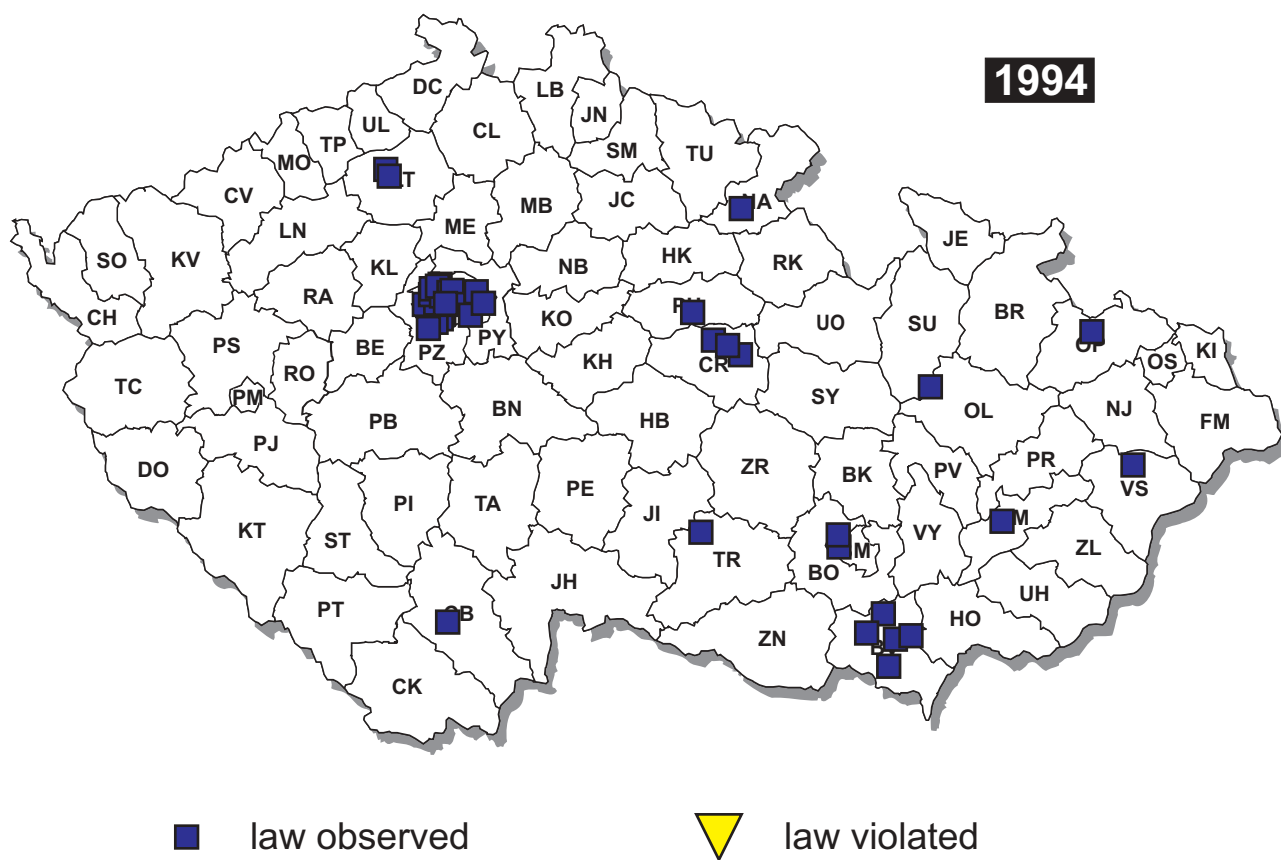 1994
DC
LB
JN
UL
CL
TP
MO
SM
TU
CV
JC
MB
LN
ME
SO
KV
KL
NB
HK
RK
JE
RA
CH
KO
UO
SU
BR
PS
BE
PZ
PY
KH
CR
OS
KI
TC
RO
PM
PB
BN
HB
SY
OL
NJ
FM
PJ
DO
ZR
BK
PV
PR
VS
KT
ST
PI
TA
PE
JI
TR
BO
VY
ZL
PT
JH
UH
HO
ZN
CK
law observed
law violated